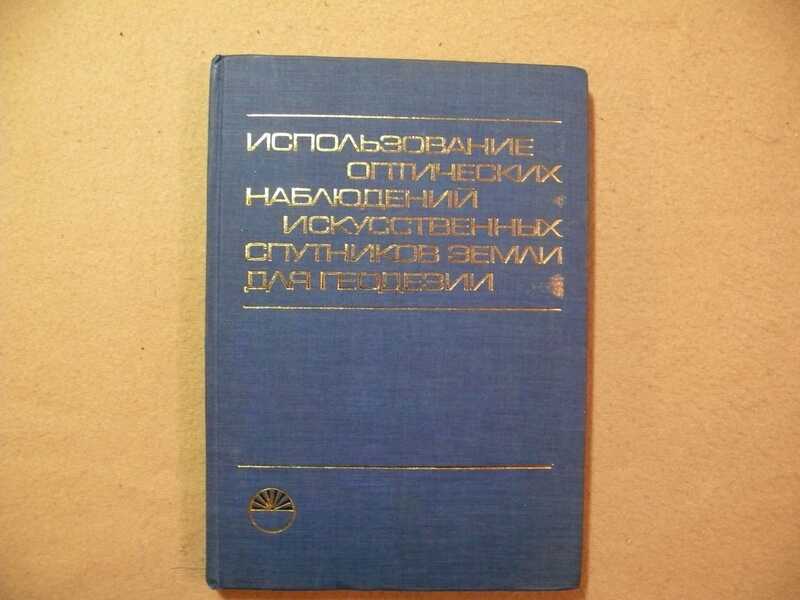 ИСПОЛЬЗОВАНИЕ
ОПТИЧЕСКИХ
НАБЛЮДЕНИЙ
ИСКУССТВЕННЫХ
СПУТНИКОВ ЗЕМЛИ
ДЛЯ ГЕОДЕЗИИ